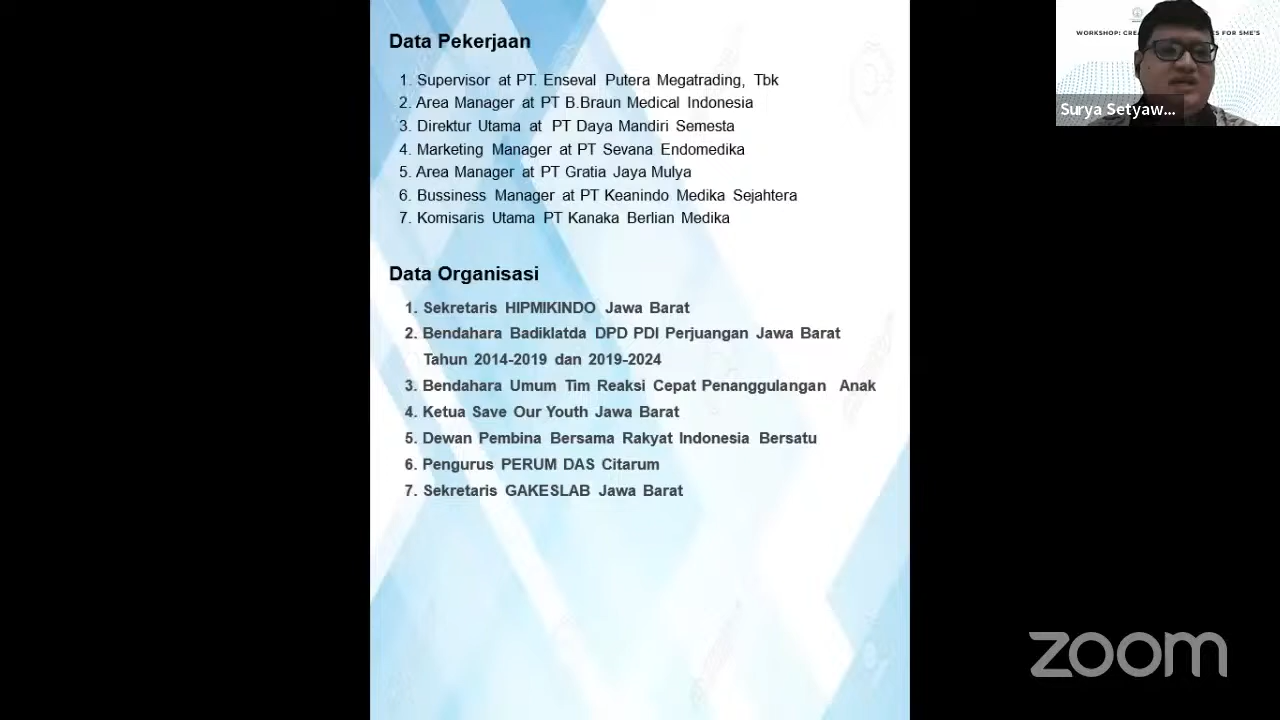 Data Pekerjaan
1. Supervisor at PT. Enseval Putera Megatrading, Tbk
2. Area Manager at PT B.Braun Medical Indonesia
3. Direktur Utama at PT Daya Mandiri Semesta
4. Marketing Manager at PT Sevana Endomedika
5. Area Manager at PT Gratia Jaya Mulya
6. Bussiness Manager at PT Keanindo Medika Sejahtera
7. Komisaris Utama PT Kanaka Berlian Medika
Data Organisasi
1. Sekretaris HIPMIKINDO Jawa Barat
2. Bendahara Badiklatda DPD PDI Perjuangan Jawa Barat
Tahun 2014-2019 dan 2019-2024
3. Bendahara Umum Tim Reaksi Cepat Penanggulangan Anak
4. Ketua Save Our Youth Jawa Barat
5. Dewan Pembina Bersama Rakyat Indonesia Bersatu
6. Pengurus PERUM DAS Citarum
7. Sekretaris GAKESLAB Jawa Barat
WORKSHOP: FOR SME'S
Surya Setyaw...
zoom